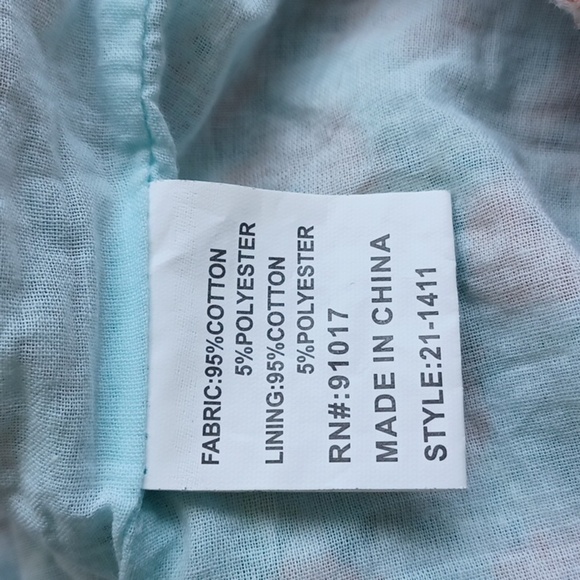 FABRIC:95%COTTON
5%POLYESTER
LINING:95%COTTON
5%POLYESTER
RN#:91017
MADE IN CHINA
STYLE:21-1411